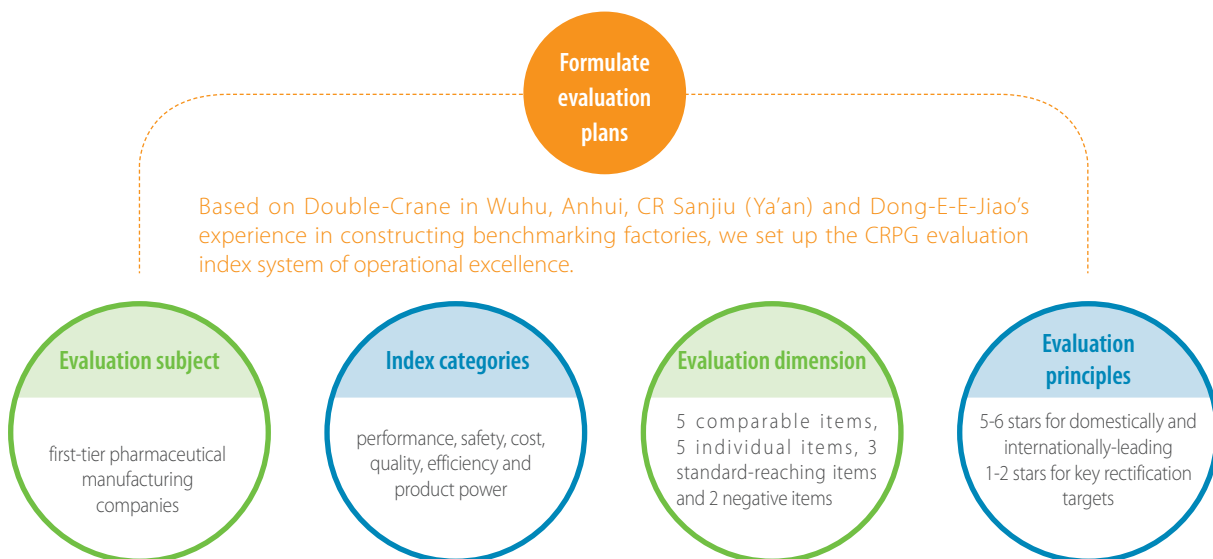 Formulate
evaluation
plans
Based on Double-Crane in Wuhu, Anhui, CR Sanjiu (Ya’an) and Dong-E-E-Jiao’s
experience in constructing benchmarking factories, we set up the CRPG evaluation
index system of operational excellence.
Evaluation subject
first-tier pharmaceutical
manufacturing
companies
Index categories
performance, safety, cost,
quality, efficiency and
product power
Evaluation dimension
5 comparable items,
5 individual items, 3
standard-reaching items
and 2 negative items
Evaluation
principles
5-6 stars for domestically and
internationally-leading
1-2 stars for key rectification
targets